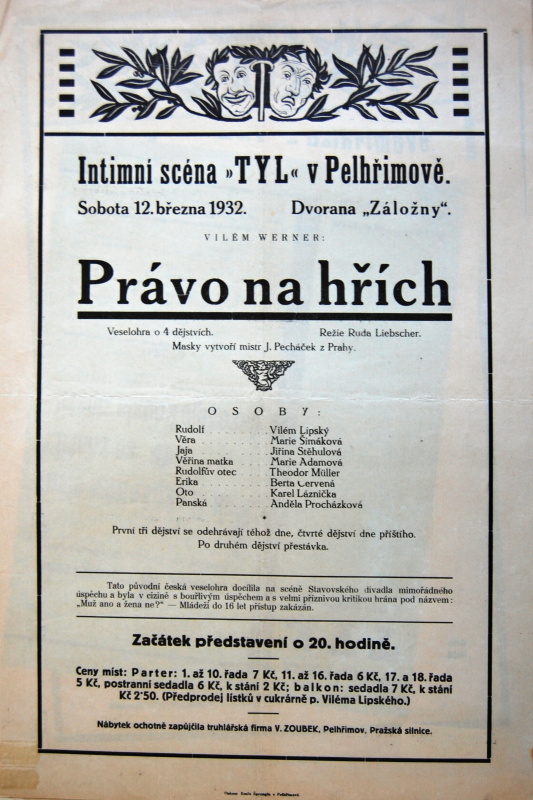 Intimní scéna „TYL“ v Pelhřimově.
Sobota 12. března 1932. Dvorana „Záložny“.
VILÉM WERNER:
Právo na hřích
Veselohra o 4 dějstvích. Režie Ruda Liebscher.
Masky vytvoří mistr J. Pecháček z Prahy.
OSOBY:
Rudolf . . . . . . . . Vilém Lipský
Věra . . . . . . . . Marie Šimáková
Jaja . . . . . . . . Jiřina Stěhulová
Věřina matka . . . . Marie Adamová
Rudolfův otec . . . . Theodor Müller
Erika . . . . . . . . Berta Červená
Oto . . . . . . . . Karel Láznička
Panská . . . . . . . . Anděla Procházková
První tři dějství se odehrávají téhož dne, čtvrté dějství dne příštího.
Po druhém dějství přestávka.
Tato původní česká veselohra docílila na scéně Stavovského divadla mimořádného
úspěchu a byla v cizině s bouřlivým úspěchem a s velmi příznivou kritikou hrána pod názvem:
„Muž ano a žena ne?“ — Mládeži do 16 let přístup zakázán.
Začátek představení o 20. hodině.
Ceny míst: Parter: 1. až 10. řada 7 Kč, 11. až 16. řada 6 Kč, 17. a 18. řada
5 Kč, postranní sedadla 6 Kč, k stání 2 Kč; balkon: sedadla 7 Kč, k stání
Kč 2'50. (Předprodej lístků v cukrárně p. Viléma Lipského.)
Nábytek ochotně zapůjčila truhlářská firma V. ZOUBEK, Pelhřimov, Pražská silnice.